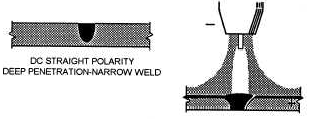 DC STRAIGHT POLARITY
DEEP PENETRATION-NARROW WELD
−
+